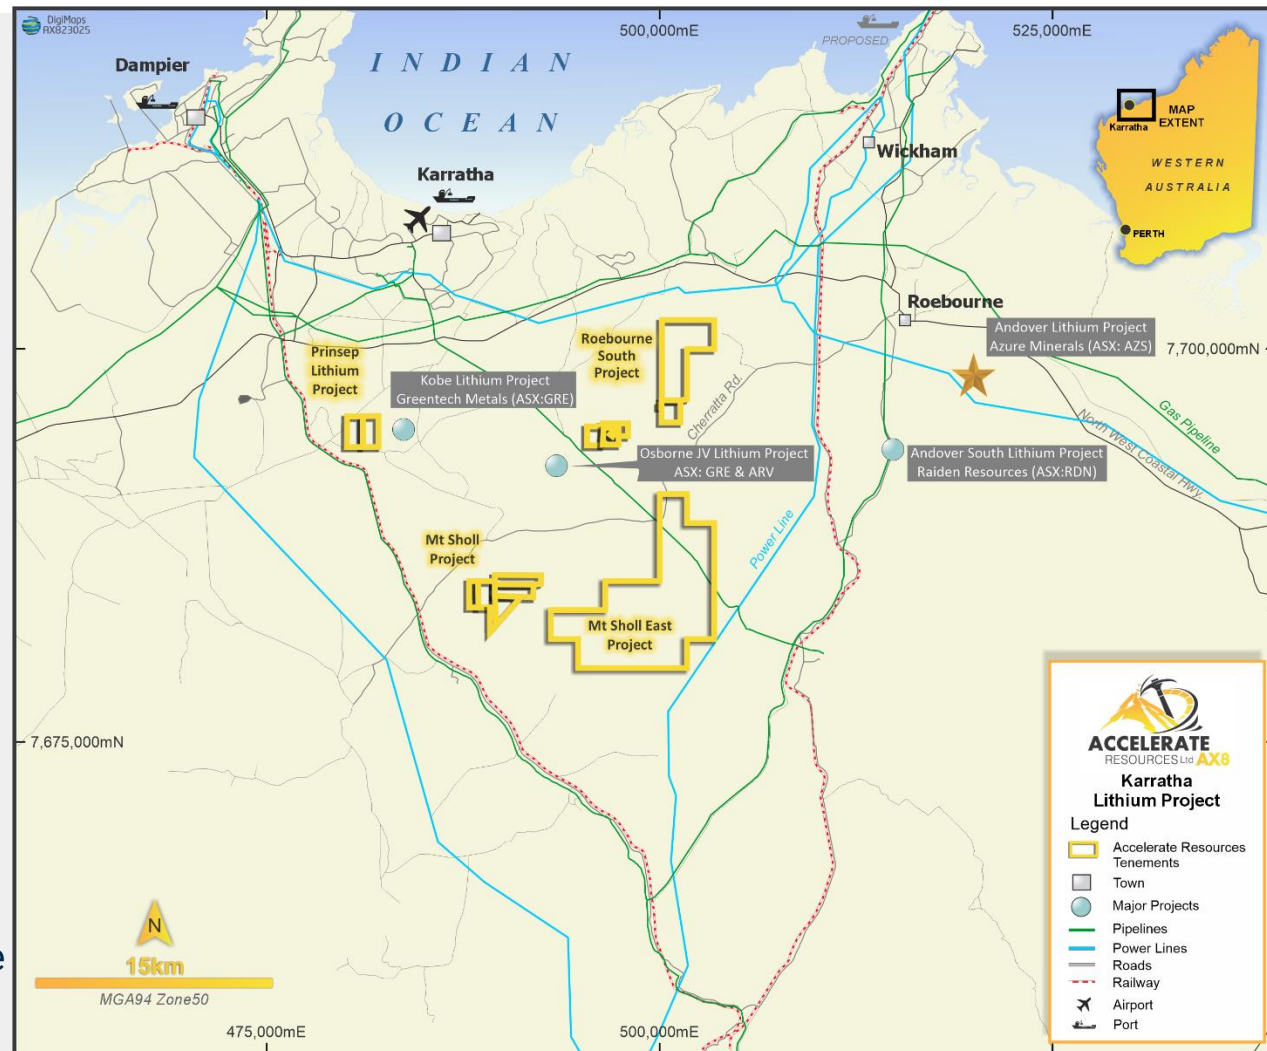 DigiMaps
AX823025
500,000mE
525,000mE
PROPOSED
INDIAN
OCEAN
Dampier
Karratha
Wickham
MAP
EXTENT
Karratha
WESTERN
AUSTRALIA
PERTH
Roebourne
Andover Lithium Project
Azure Minerals (ASX: AZS)
7,700,000mN
Prinsep
Lithium
Project
Kobe Lithium Project
Greentech Metals (ASX:GRE)
Roebourne
South
Project
Cherratta Rd.
Gas Pipeline
North West Coastal Hwy.
Osborne JV Lithium Project
ASX: GRE & ARV
Andover South Lithium Project
Raiden Resources (ASX:RDN)
Power Line
Mt Sholl
Project
Mt Sholl East
Project
7,675,000mN
ACCELERATE
RESOURCES Ltd AX8
Karratha
Lithium Project
Legend
Accelerate Resources
Tenements
Town
Major Projects
Pipelines
Power Lines
Roads
Railway
Airport
Port
N
15km
MGA94 Zone50
475,000mE
500,000mE
e